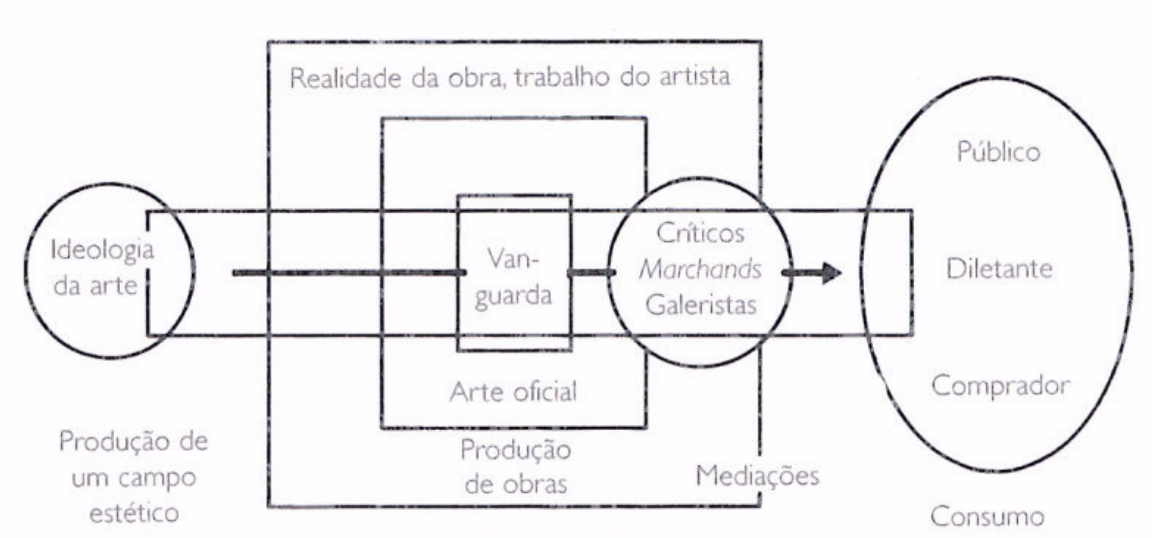 Realidade da obra, trabalho do artista
Ideologia
da arte
Van-
guarda
Críticos
Marchands
Galeristas
Público
Diletante
Comprador
Arte oficial
Produção de
um campo
estético
Produção
de obras
Mediações
Consumo